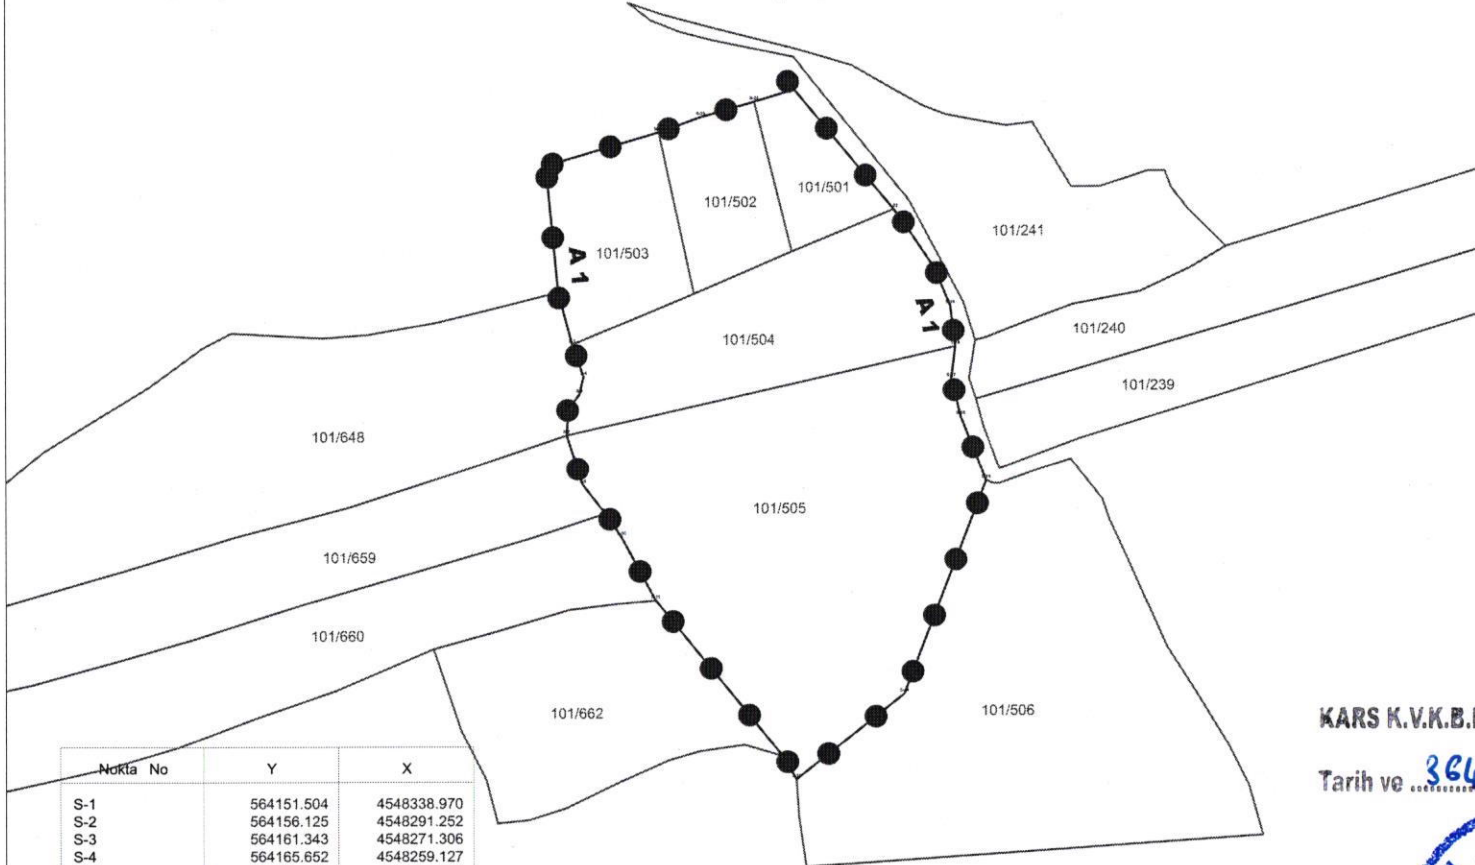 101/501
101/502
101/503
A 1
101/241
A 1
101/504
101/240
101/239
101/648
101/505
101/659
101/660
101/662
101/506
KARS K.V.K.B.
Tarih ve 364
Nokta No Y X
S-1 564151.504 4548338.970
S-2 564156.125 4548291.252
S-3 564161.343 4548271.306
S-4 564165.652 4548259.127